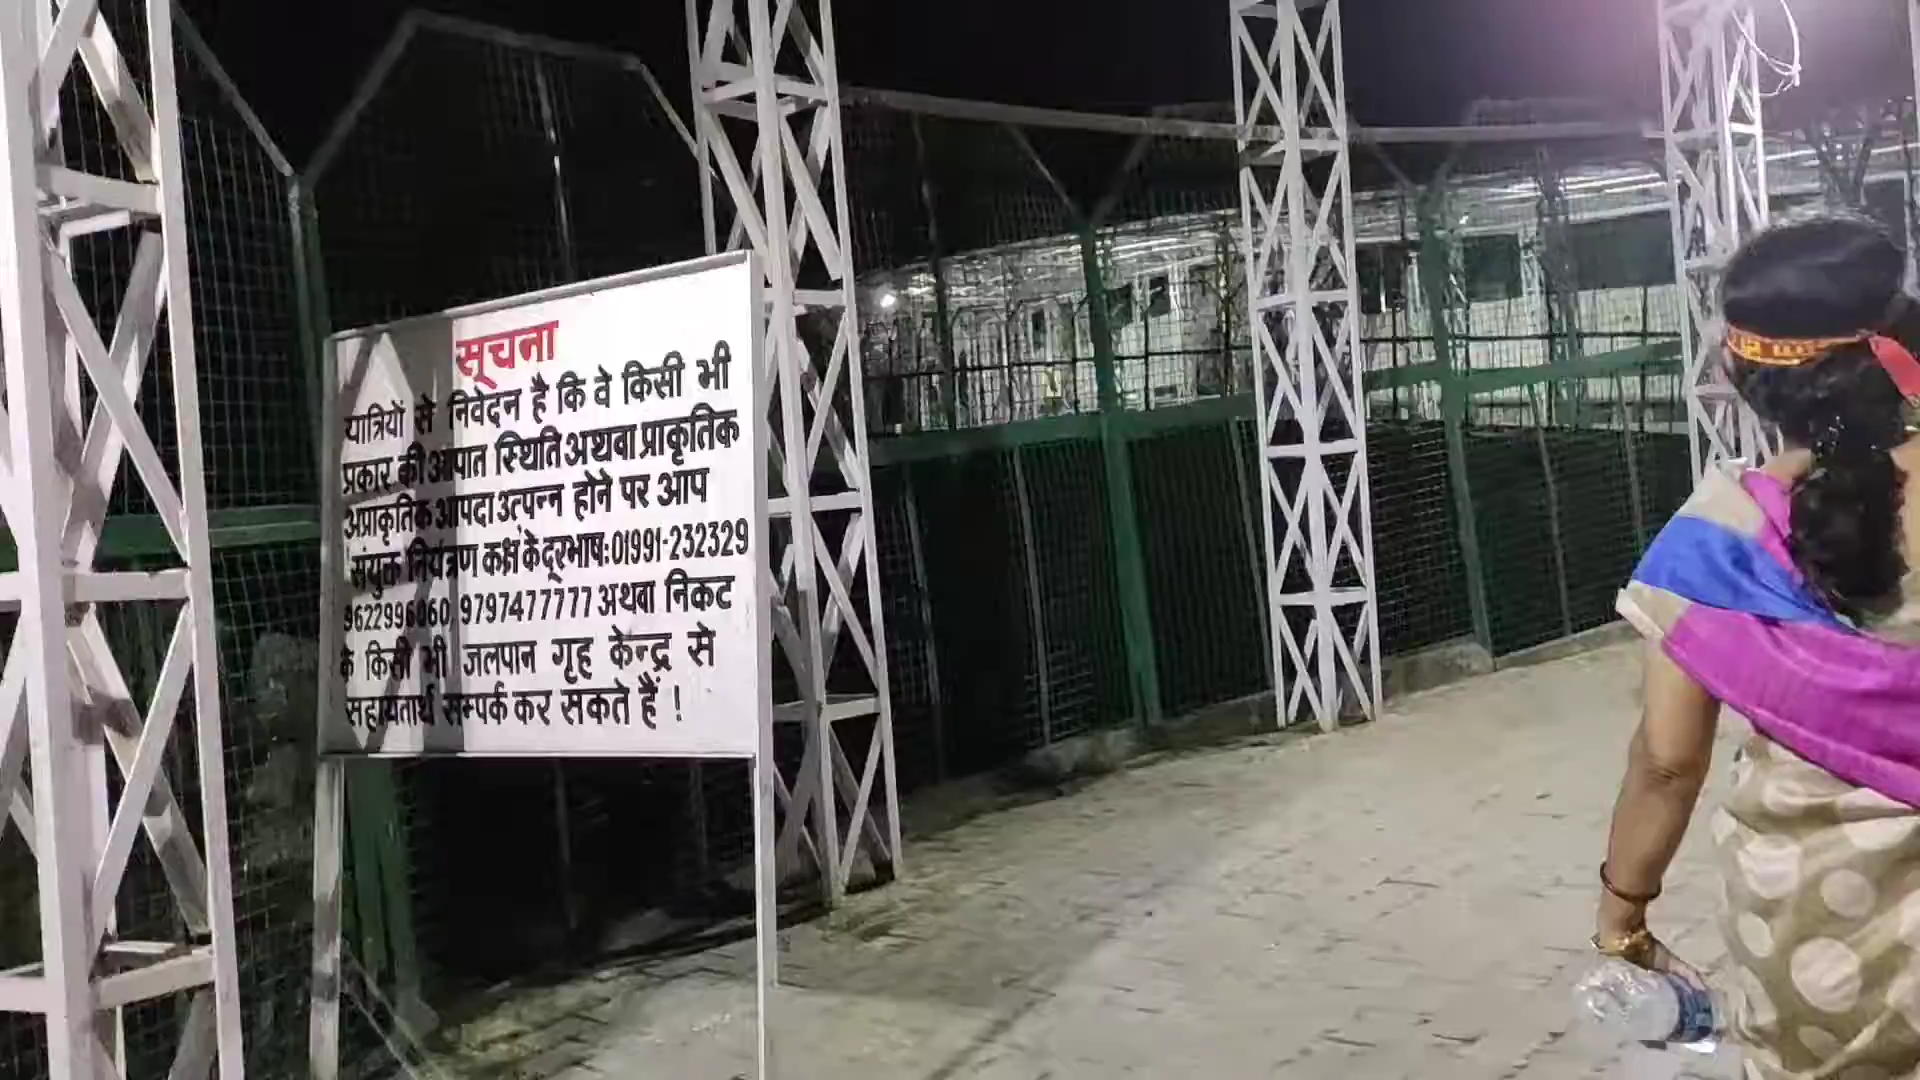 सूचना
यात्रियों से निवेदन है कि वे किसी भी
प्रकार की आपात स्थिति अथवा प्राकृतिक
अप्राकृतिक आपदा उत्पन्न होने पर आप
संयुक्त नियंत्रण कक्ष के दूरभाष: 01991-232329
9622996060, 9797477777 अथवा निकट
के किसी भी जलपान गृह केन्द्र से
सहायतार्थ सम्पर्क कर सकते हैं !